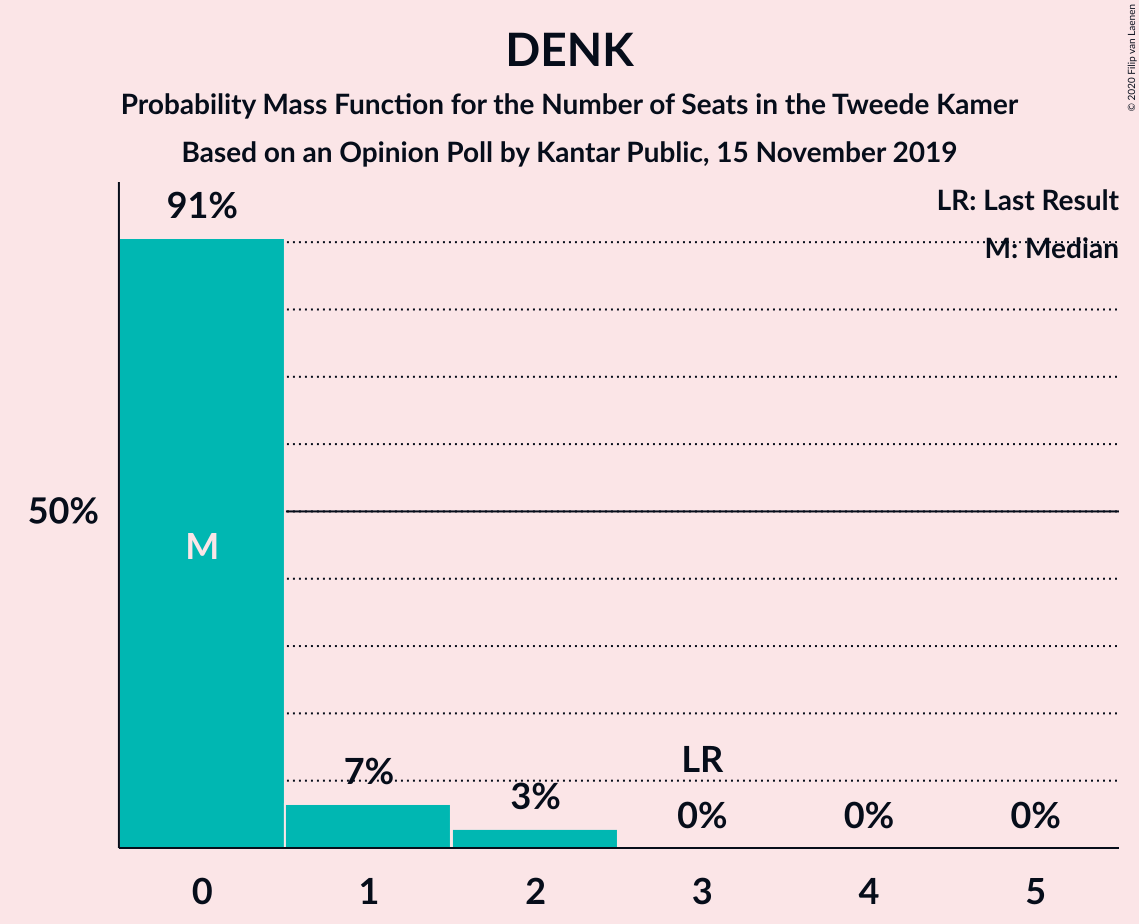 DENK
Probability Mass Function for the Number of Seats in the Tweede Kamer
Based on an Opinion Poll by Kantar Public, 15 November 2019
© 2020 Filip van Laenen
LR: Last Result
M: Median
91%
50%
M
7%
3%
LR
0%
0%
0%
0 1 2 3 4 5